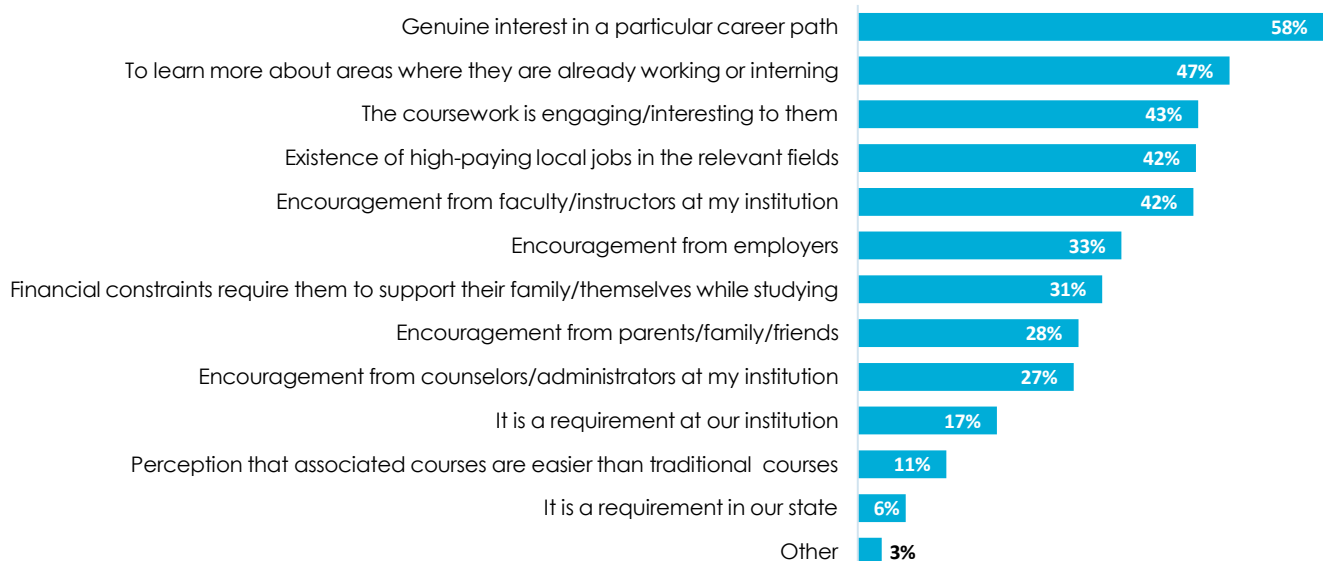 Genuine interest in a particular career path 58%
To learn more about areas where they are already working or interning 47%
The coursework is engaging/interesting to them 43%
Existence of high-paying local jobs in the relevant fields 42%
Encouragement from faculty/instructors at my institution 42%
Encouragement from employers 33%
Financial constraints require them to support their family/themselves while studying 31%
Encouragement from parents/family/friends 28%
Encouragement from counselors/administrators at my institution 27%
It is a requirement at our institution 17%
Perception that associated courses are easier than traditional courses 11%
It is a requirement in our state 6%
Other 3%